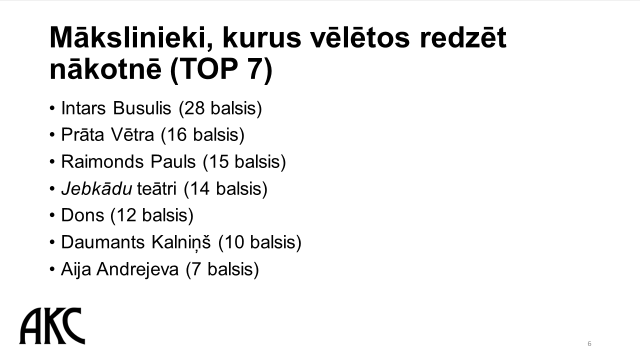 Mākslinieki, kurus vēlētos redzēt
nākotnē (TOP 7)
• Intars Busulis (28 balsis)
• Prāta Vētra (16 balsis)
• Raimonds Pauls (15 balsis)
• Jebkādu teātri (14 balsis)
• Dons (12 balsis)
• Daumants Kalniņš (10 balsis)
• Aija Andrejeva (7 balsis)
AKC
6